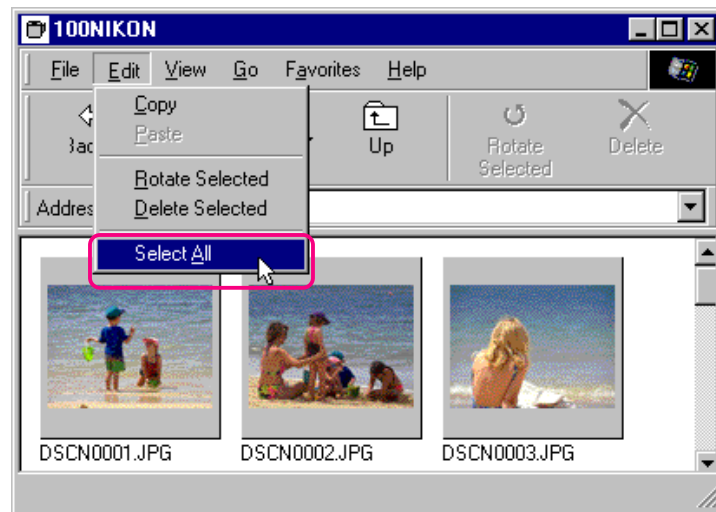 100NIKON
File Edit View Go Favorites Help
Copy
Paste
Rotate Selected
Delete Selected
Select All
Up
Rotate
Selected
Delete
DSCN0001.JPG DSCN0002.JPG DSCN0003.JPG